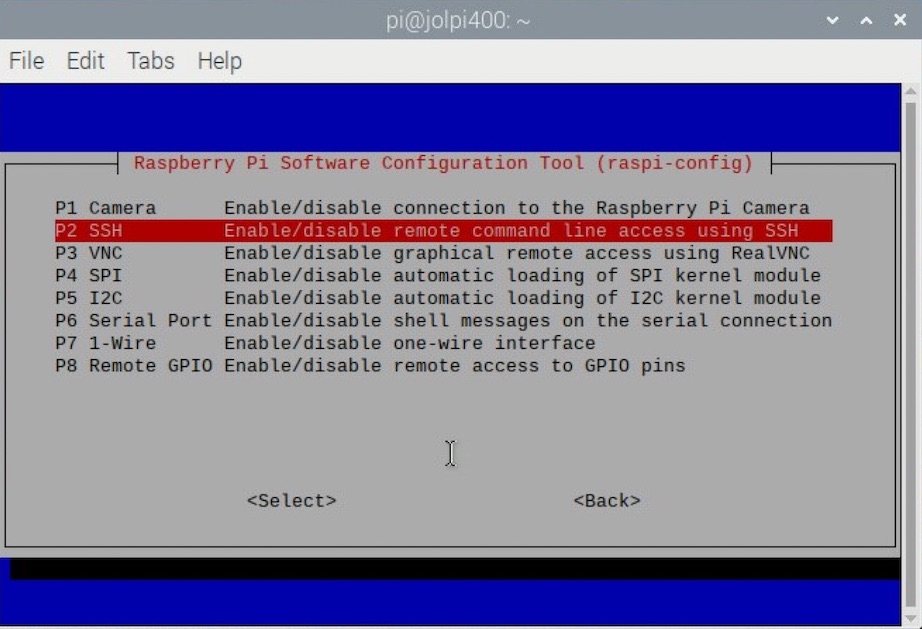 pi@jolpi400: ~
File Edit Tabs Help
Raspberry Pi Software Configuration Tool (raspi-config)
P1 Camera Enable/disable connection to the Raspberry Pi Camera
P2 SSH Enable/disable remote command line access using SSH
P3 VNC Enable/disable graphical remote access using RealVNC
P4 SPI Enable/disable automatic loading of SPI kernel module
P5 I2C Enable/disable automatic loading of I2C kernel module
P6 Serial Port Enable/disable shell messages on the serial connection
P7 1-Wire Enable/disable one-wire interface
P8 Remote GPIO Enable/disable remote access to GPIO pins
<Select> <Back>